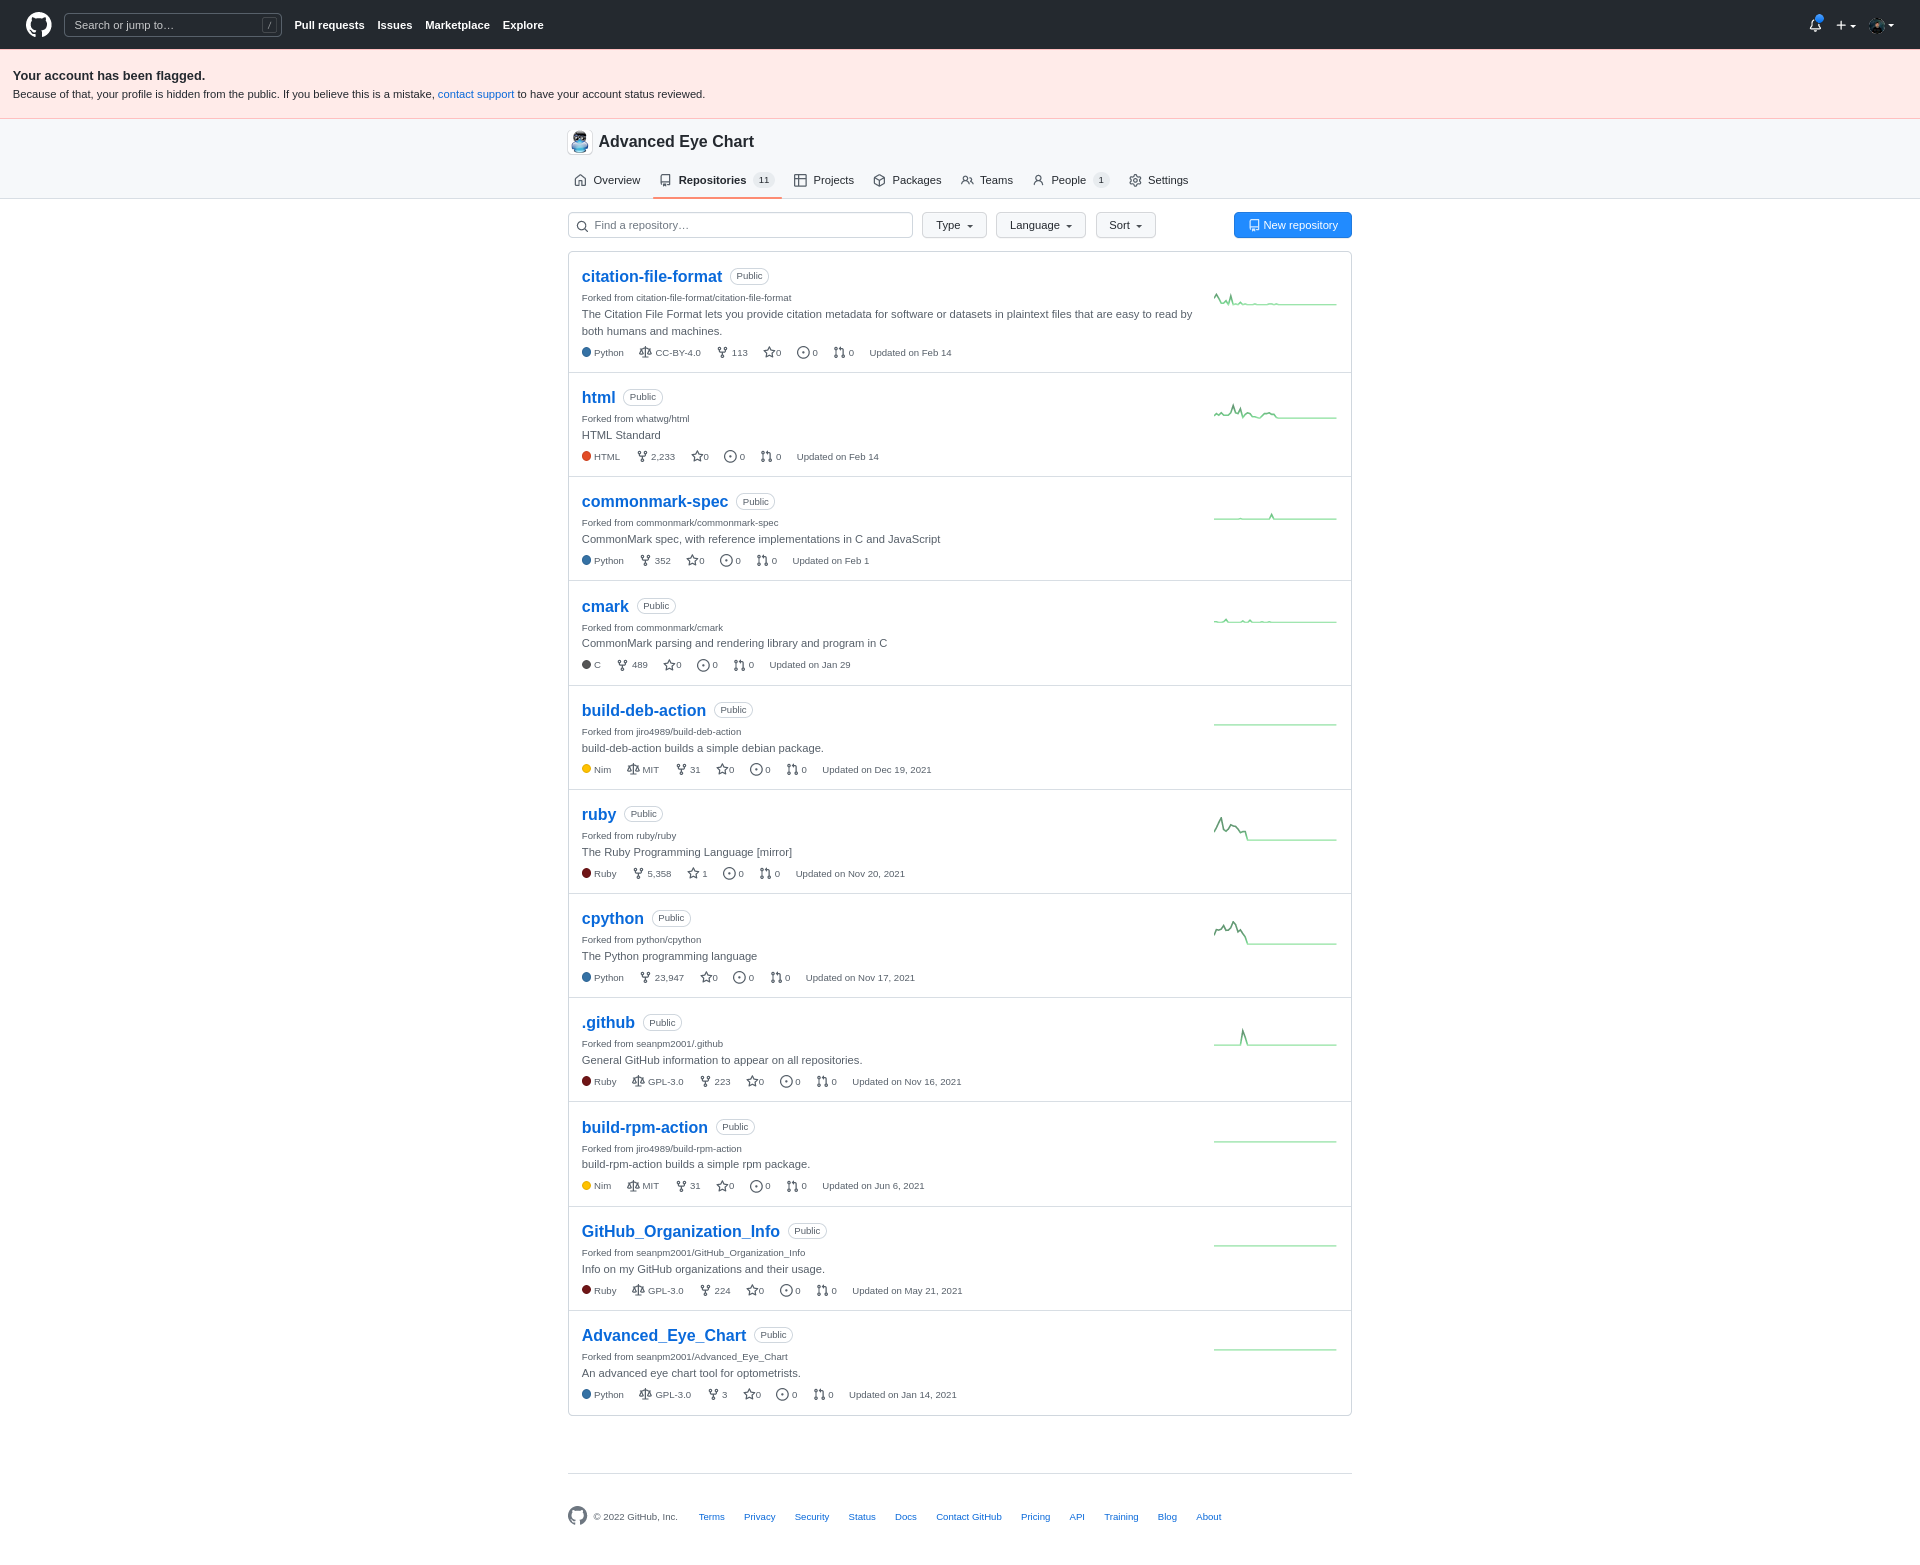 Search or jump to… /
Pull requests Issues Marketplace Explore
Your account has been flagged.
Because of that, your profile is hidden from the public. If you believe this is a mistake, contact support to have your account status reviewed.
Advanced Eye Chart
Overview Repositories 11 Projects Packages Teams People 1 Settings
Find a repository… Type Language Sort New repository
citation-file-format Public
Forked from citation-file-format/citation-file-format
The Citation File Format lets you provide citation metadata for software or datasets in plaintext files that are easy to read by
both humans and machines.
Python CC-BY-4.0 113 0 0 0 Updated on Feb 14
html Public
Forked from whatwg/html
HTML Standard
HTML 2,233 0 0 0 Updated on Feb 14
commonmark-spec Public
Forked from commonmark/commonmark-spec
CommonMark spec, with reference implementations in C and JavaScript
Python 352 0 0 0 Updated on Feb 1
cmark Public
Forked from commonmark/cmark
CommonMark parsing and rendering library and program in C
C 489 0 0 0 Updated on Jan 29
build-deb-action Public
Forked from jiro4989/build-deb-action
build-deb-action builds a simple debian package.
Nim MIT 31 0 0 0 Updated on Dec 19, 2021
ruby Public
Forked from ruby/ruby
The Ruby Programming Language [mirror]
Ruby 5,358 1 0 0 Updated on Nov 20, 2021
cpython Public
Forked from python/cpython
The Python programming language
Python 23,947 0 0 0 Updated on Nov 17, 2021
.github Public
Forked from seanpm2001/.github
General GitHub information to appear on all repositories.
Ruby GPL-3.0 223 0 0 0 Updated on Nov 16, 2021
build-rpm-action Public
Forked from jiro4989/build-rpm-action
build-rpm-action builds a simple rpm package.
Nim MIT 31 0 0 0 Updated on Jun 6, 2021
GitHub_Organization_Info Public
Forked from seanpm2001/GitHub_Organization_Info
Info on my GitHub organizations and their usage.
Ruby GPL-3.0 224 0 0 0 Updated on May 21, 2021
Advanced_Eye_Chart Public
Forked from seanpm2001/Advanced_Eye_Chart
An advanced eye chart tool for optometrists.
Python GPL-3.0 3 0 0 0 Updated on Jan 14, 2021
© 2022 GitHub, Inc. Terms Privacy Security Status Docs Contact GitHub Pricing API Training Blog About